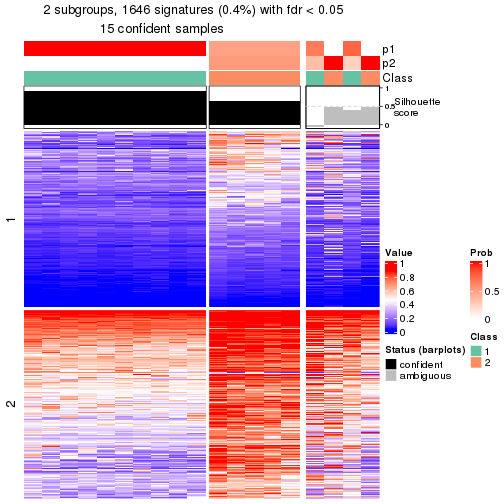 2 subgroups, 1646 signatures (0.4%) with fdr < 0.05
15 confident samples
p1
p2
Class
1
0.5
0
Silhouette
score
1
2
Value
1
0.8
0.6
0.4
0.2
0
Prob
1
0.5
0
Status (barplots)
confident
ambiguous
Class
1
2